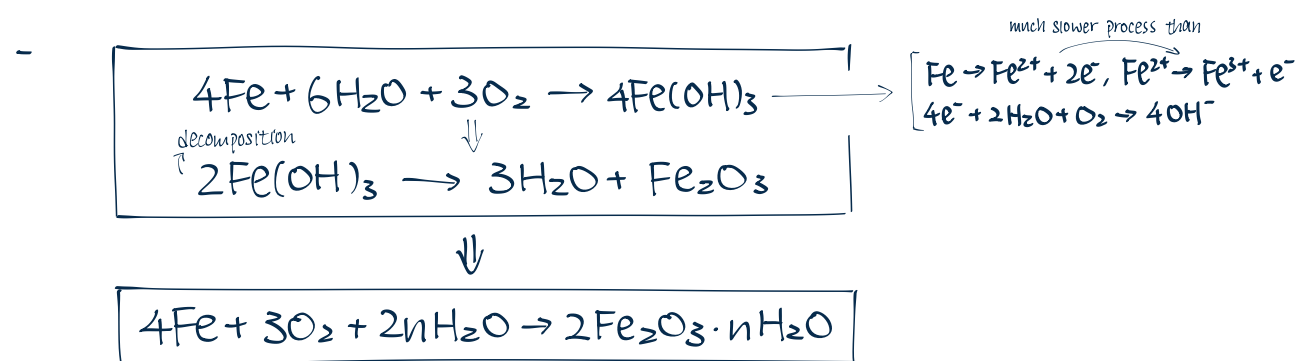 much slower process than
- 4Fe + 6H₂O + 3O₂ → 4Fe(OH)₃ → [Fe → Fe²⁺ + 2e⁻, Fe²⁺ → Fe³⁺ + e⁻
4e⁻ + 2H₂O + O₂ → 4OH⁻
decomposition
2Fe(OH)₃ → 3H₂O + Fe₂O₃
4Fe + 3O₂ + 2nH₂O → 2Fe₂O₃·nH₂O